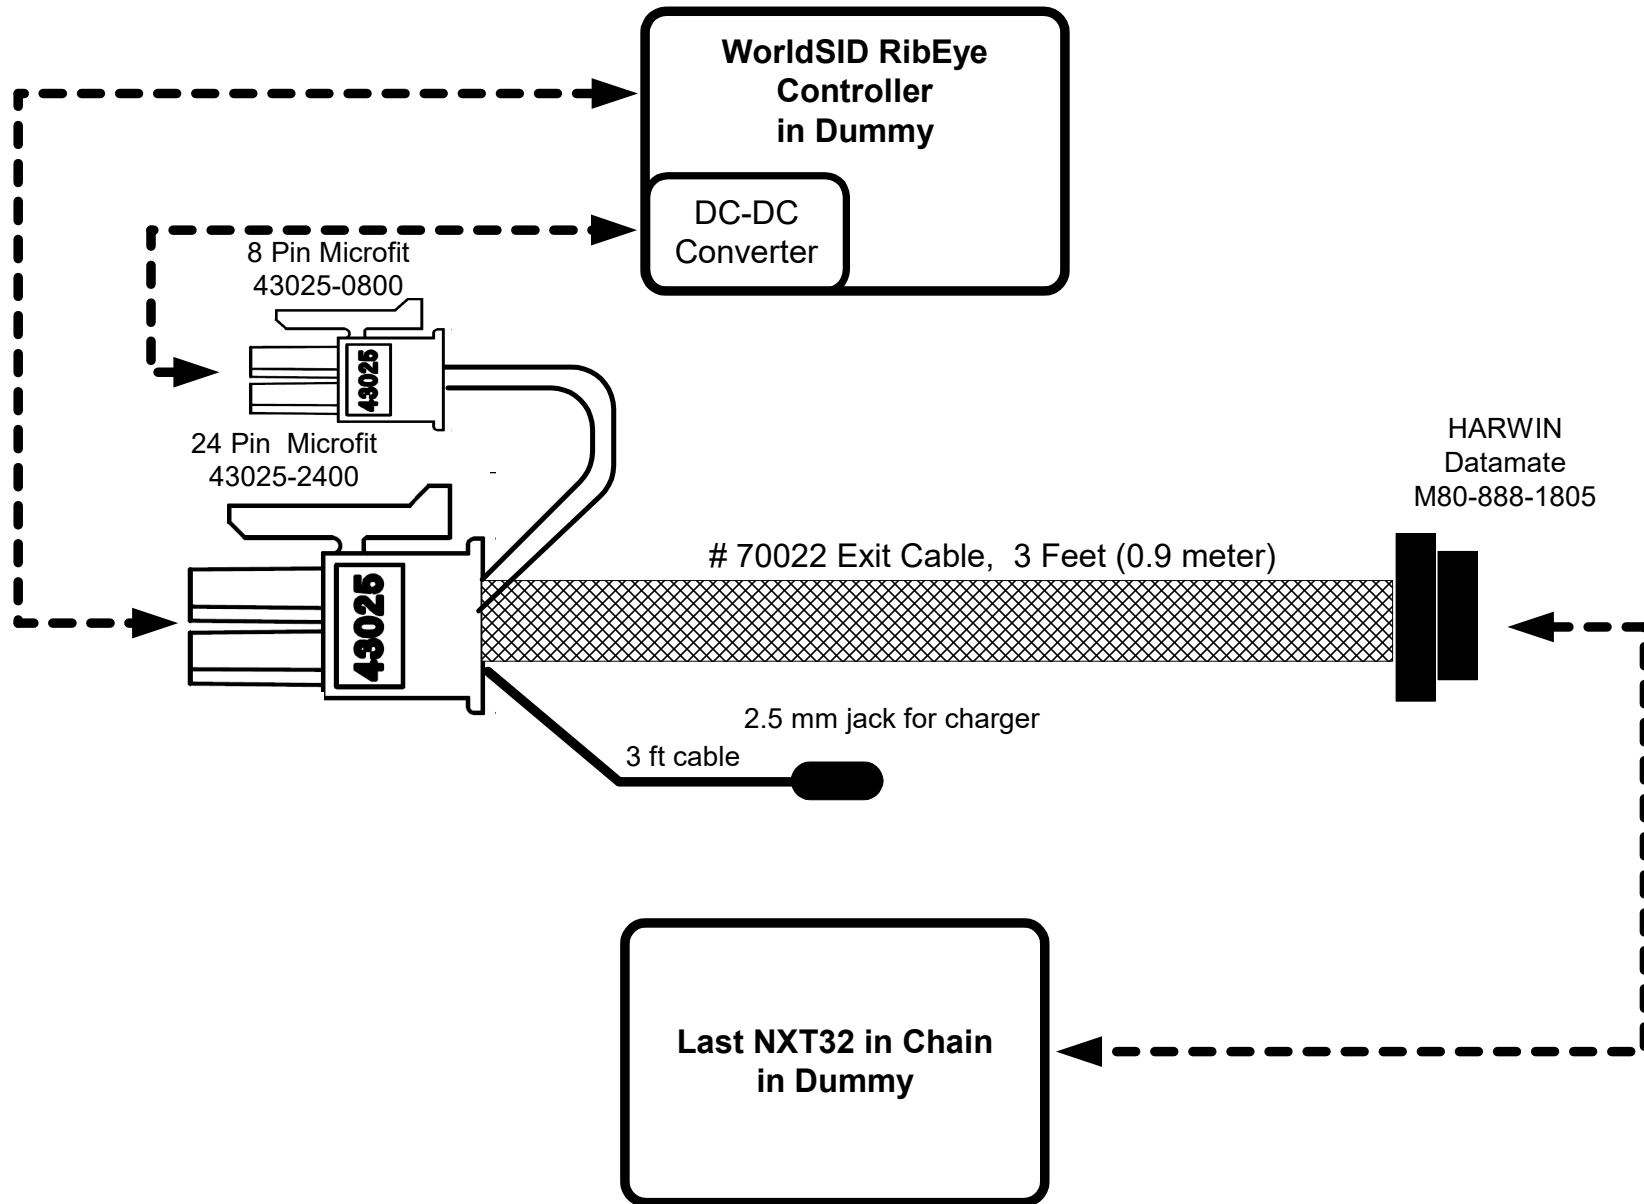 WorldSID RibEye
Controller
in Dummy
DC-DC
Converter
8 Pin Microfit
43025-0800
43025
24 Pin  Microfit
43025-2400
43025
HARWIN
Datamate
M80-888-1805
# 70022 Exit Cable,  3 Feet (0.9 meter)
2.5 mm jack for charger
3 ft cable
Last NXT32 in Chain
in Dummy